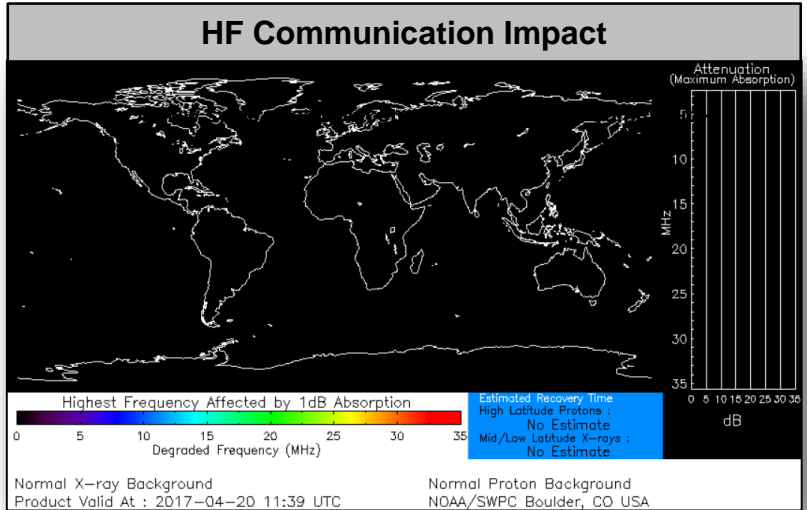 HF Communication Impact
Attenuation
(Maximum Absorption)
5
10
15
20
25
30
35
MHz
0 5 10 15 20 25 30 35
dB
Highest Frequency Affected by 1dB Absorption
0 5 10 15 20 25 30 35
Degraded Frequency (MHz)
Estimated Recovery Time
High Latitude Protons :
No Estimate
Mid/Low Latitude X-rays :
No Estimate
Normal X-ray Background
Normal Proton Background
Product Valid At : 2017-04-20 11:39 UTC
NOAA/SWPC Boulder, CO USA